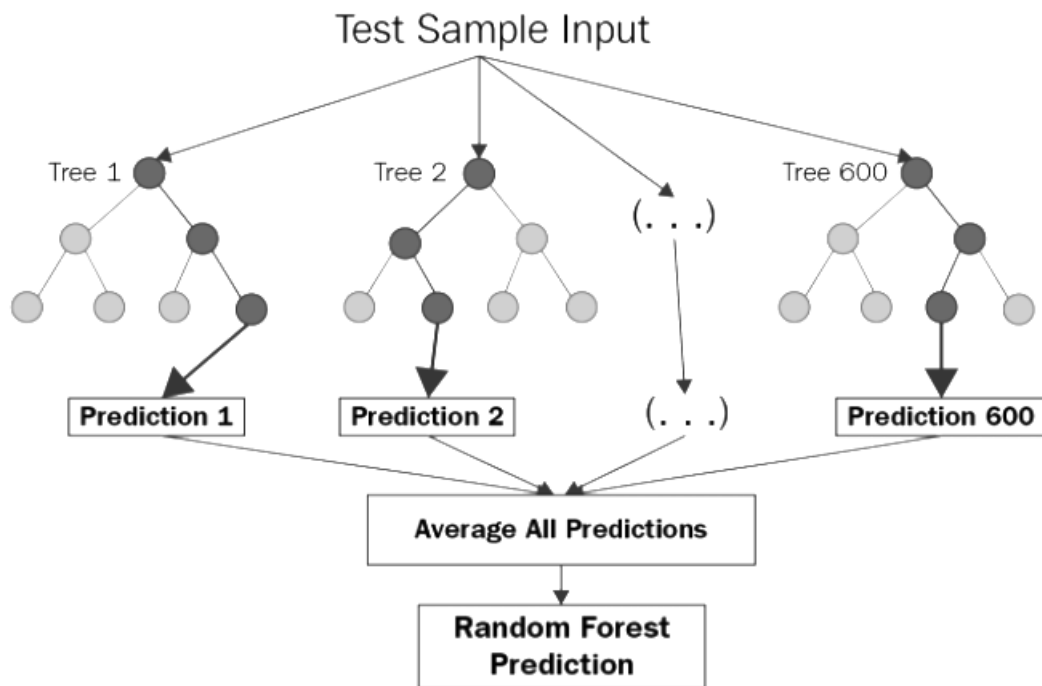 Test Sample Input
Tree 1
Tree 2
Tree 600
(. . .)
Prediction 1
Prediction 2
(. . .)
Prediction 600
Average All Predictions
Random Forest
Prediction